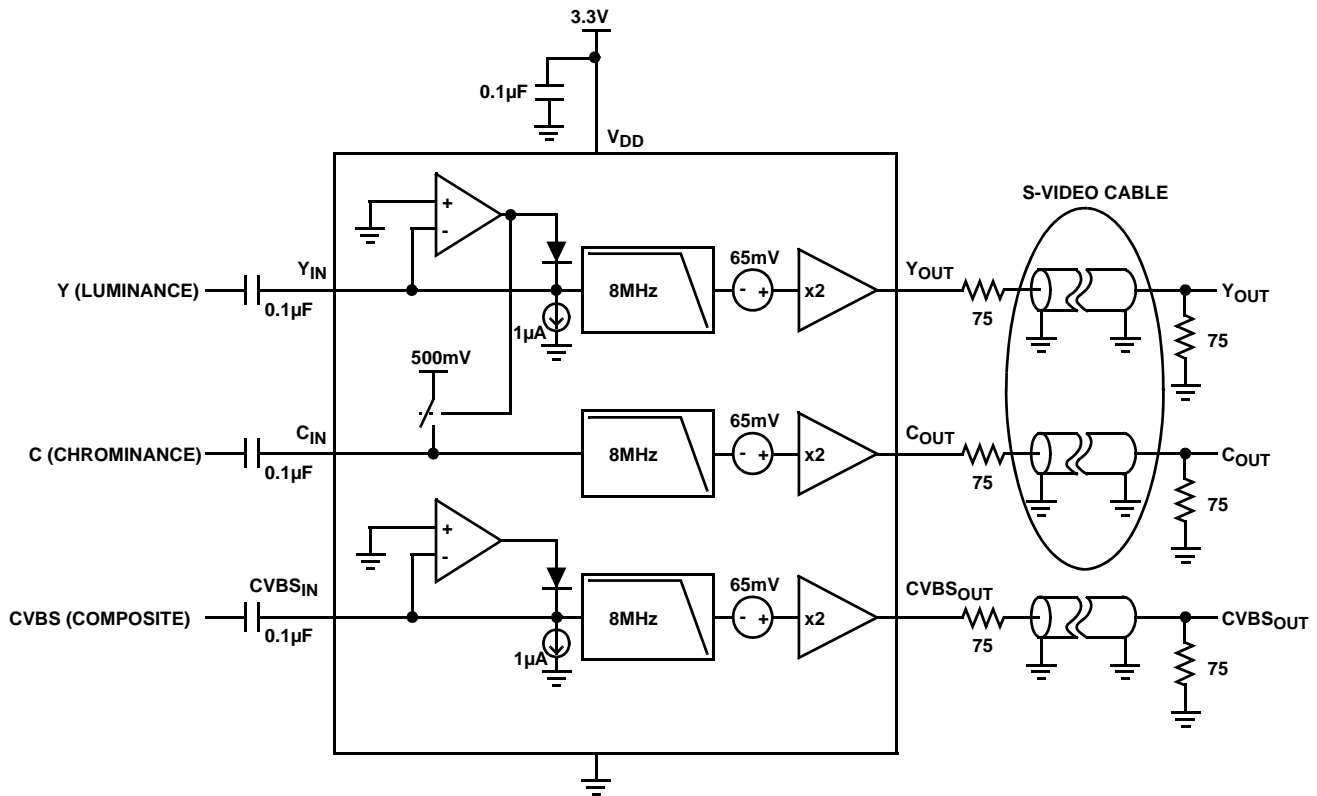 3.3V
0.1µF
VDD
S-VIDEO CABLE
+
-
YIN
65mV
YOUT
Y (LUMINANCE)
8MHz
- +
x2
YOUT
0.1µF
1µA
75
75
500mV
CIN
65mV
COUT
C (CHROMINANCE)
8MHz
- +
x2
COUT
0.1µF
75
75
+
-
CVBSIN
65mV
CVBSOUT
CVBS (COMPOSITE)
8MHz
- +
x2
CVBSOUT
0.1µF
1µA
75
75